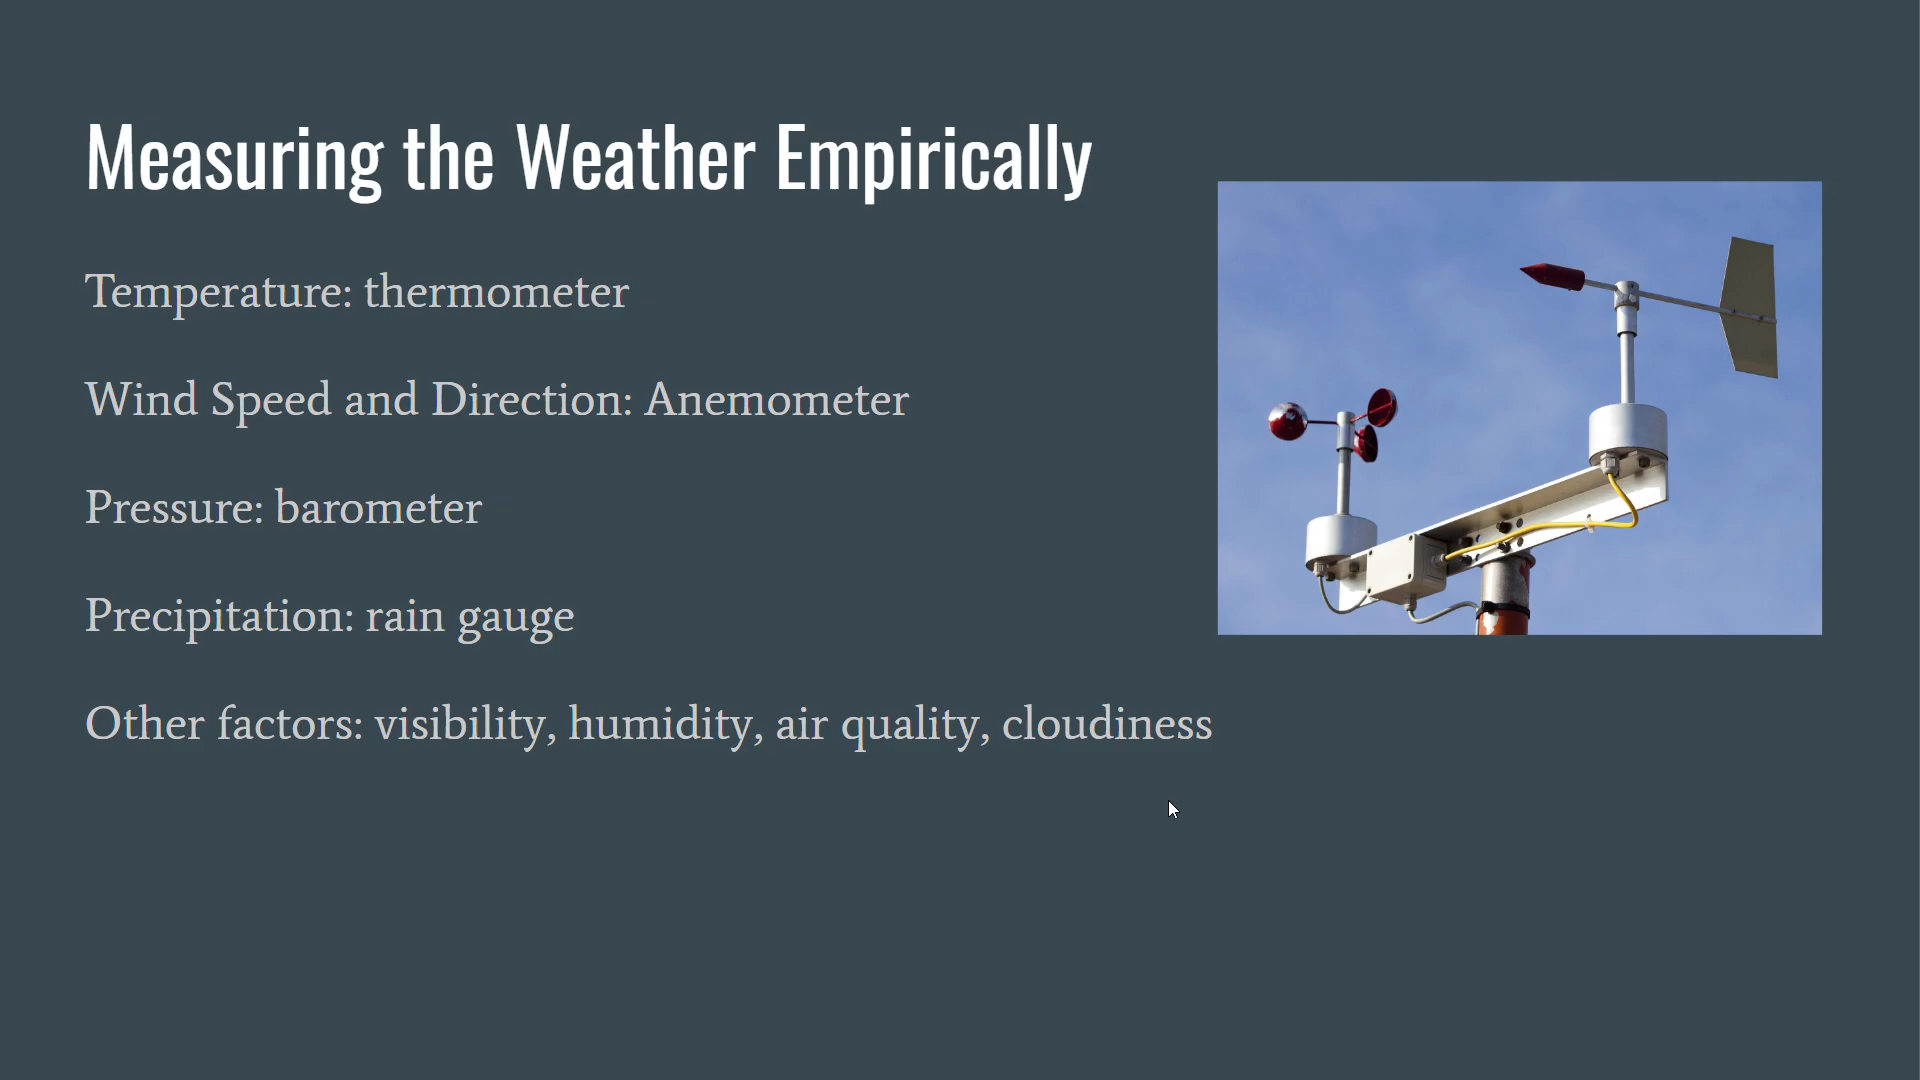 Measuring the Weather Empirically
Temperature: thermometer
Wind Speed and Direction: Anemometer
Pressure: barometer
Precipitation: rain gauge
Other factors: visibility, humidity, air quality, cloudiness